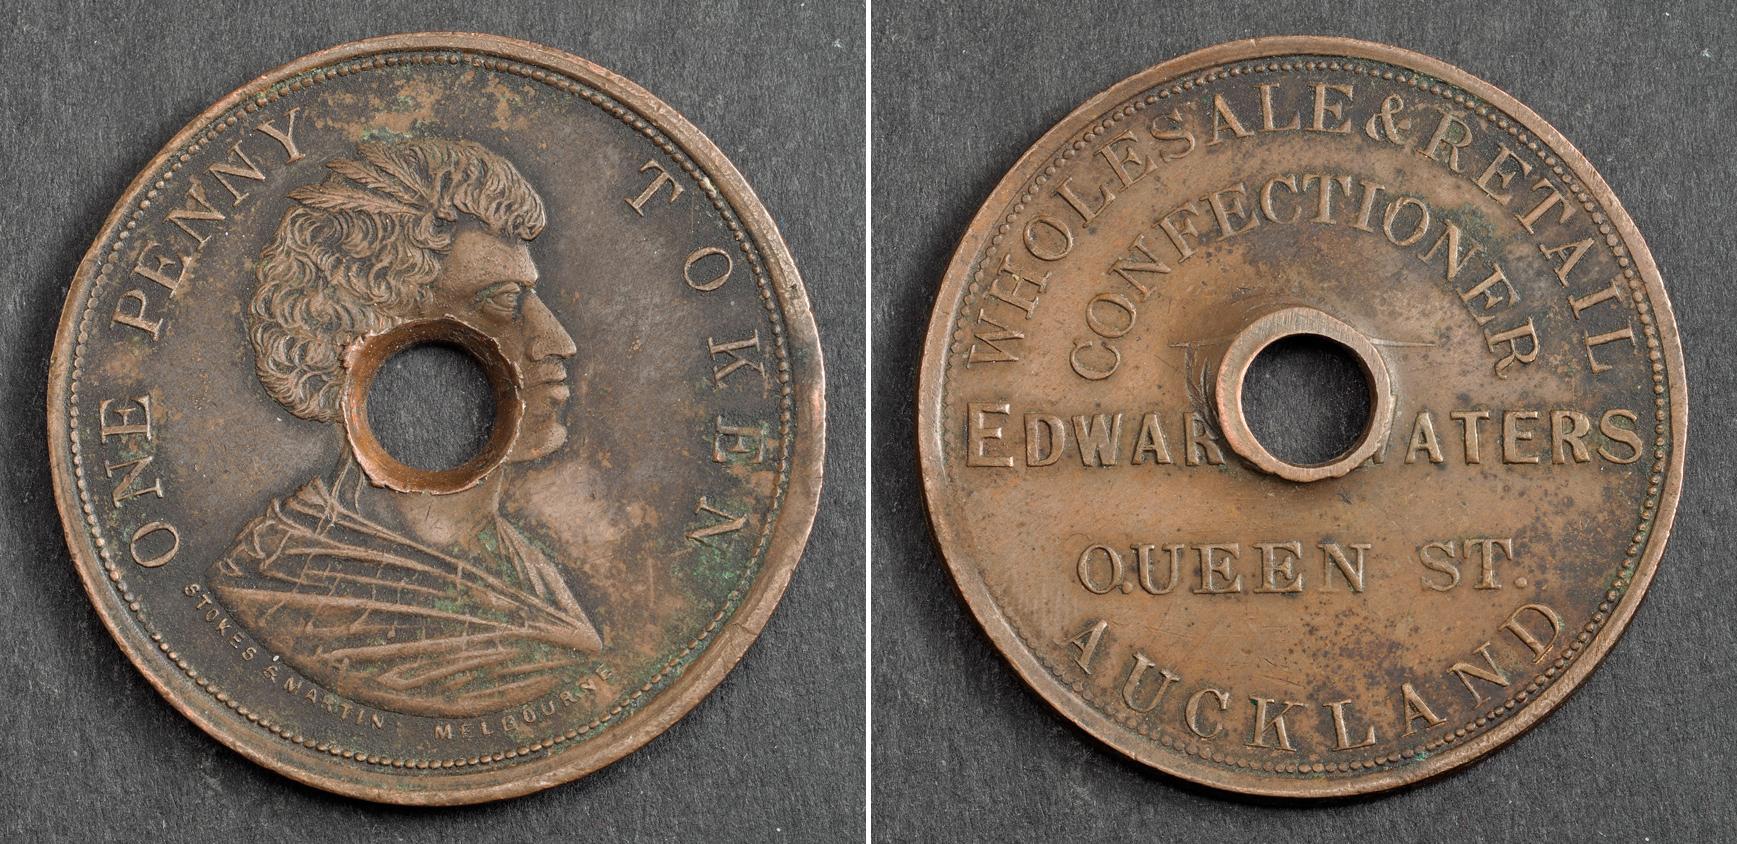 ONE PENNY TOKEN
STOKES & MARTIN MELBOURNE
WHOLESALE & RETAIL
CONFECTIONER
EDWAR ATERS
QUEEN ST.
AUCKLAND